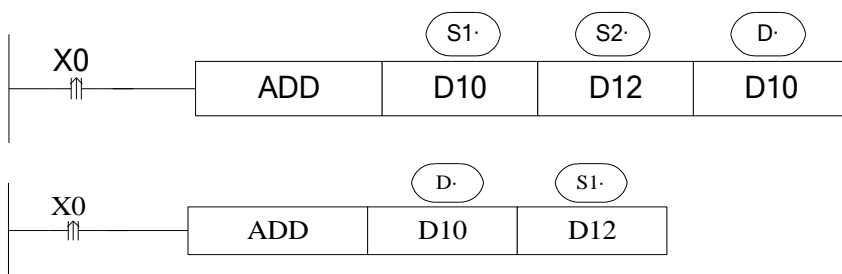 S1· S2· D·
X0
ADD D10 D12 D10
D· S1·
X0
ADD D10 D12